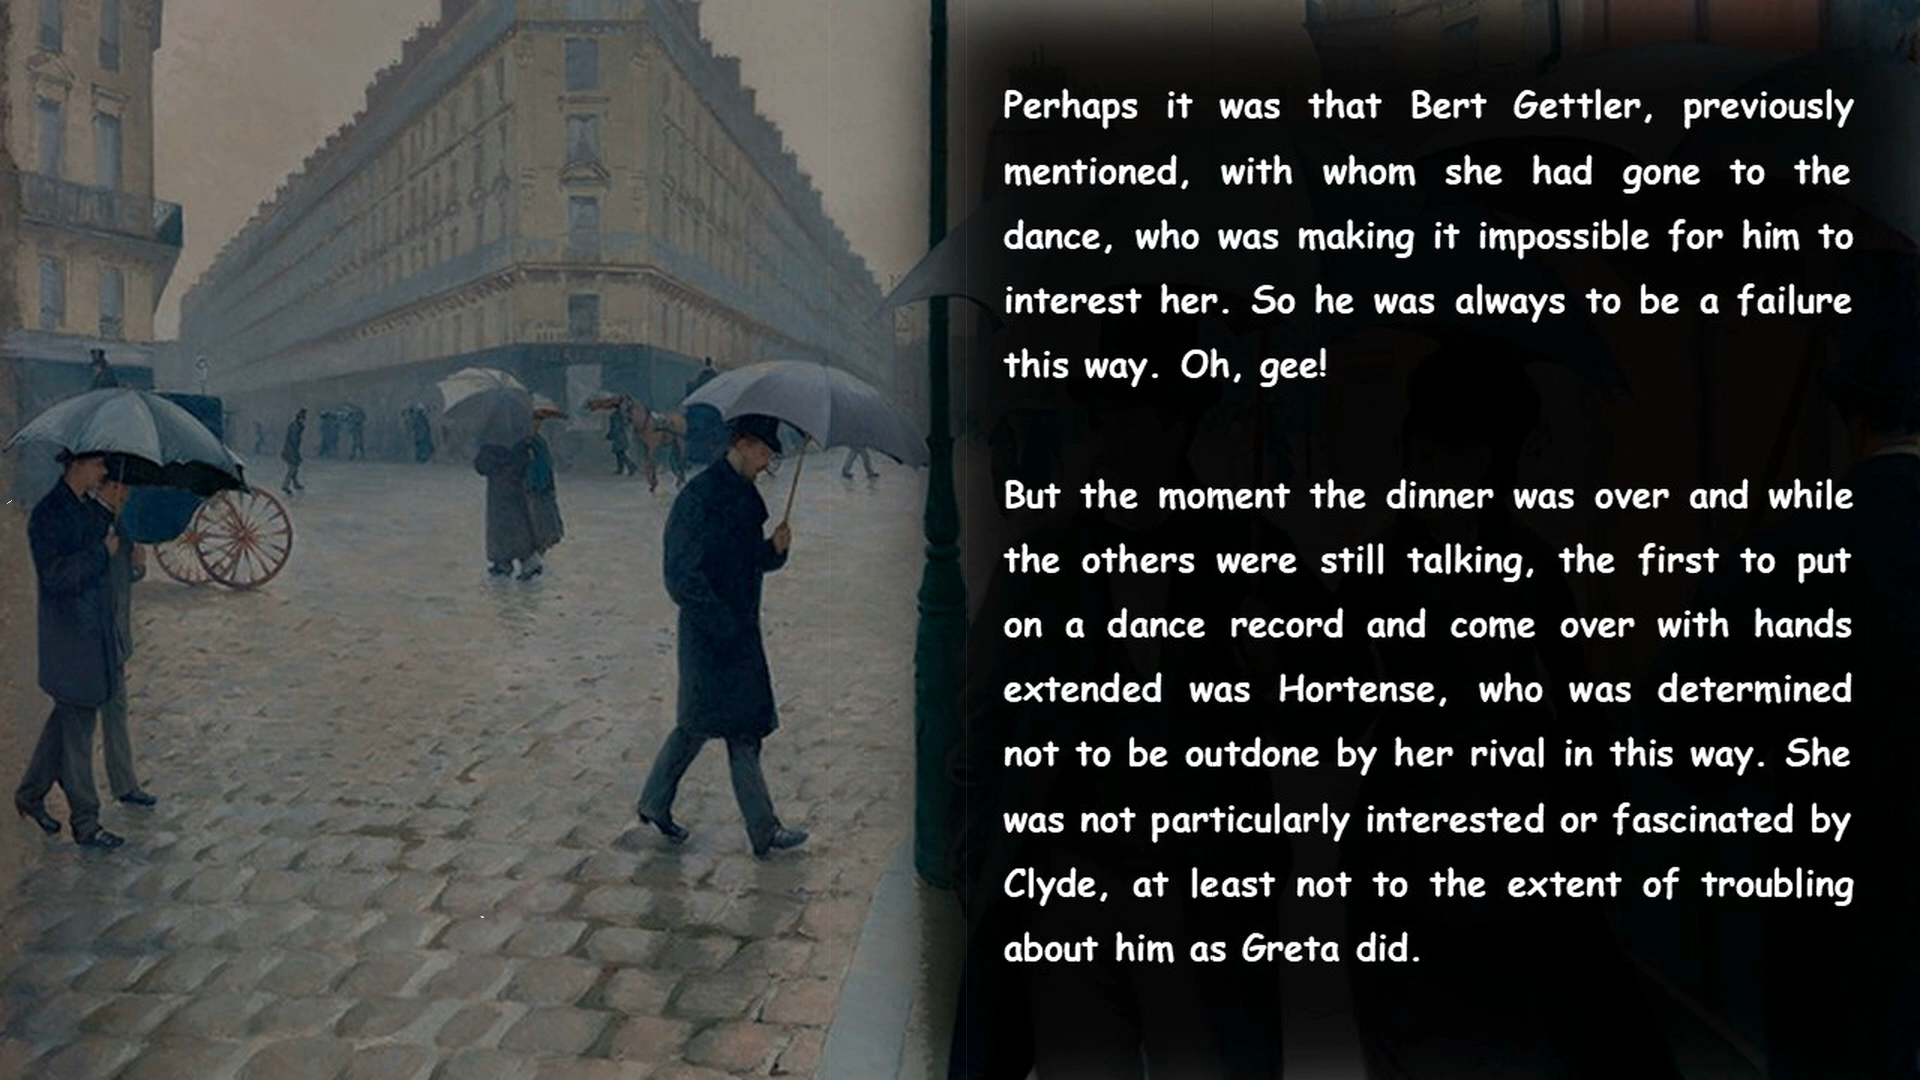 Perhaps it was that Bert Gettler, previously
mentioned, with whom she had gone to the
dance, who was making it impossible for him to
interest her. So he was always to be a failure
this way. Oh, gee!
But the moment the dinner was over and while
the others were still talking, the first to put
on a dance record and come over with hands
extended was Hortense, who was determined
not to be outdone by her rival in this way. She
was not particularly interested or fascinated by
Clyde, at least not to the extent of troubling
about him as Greta did.